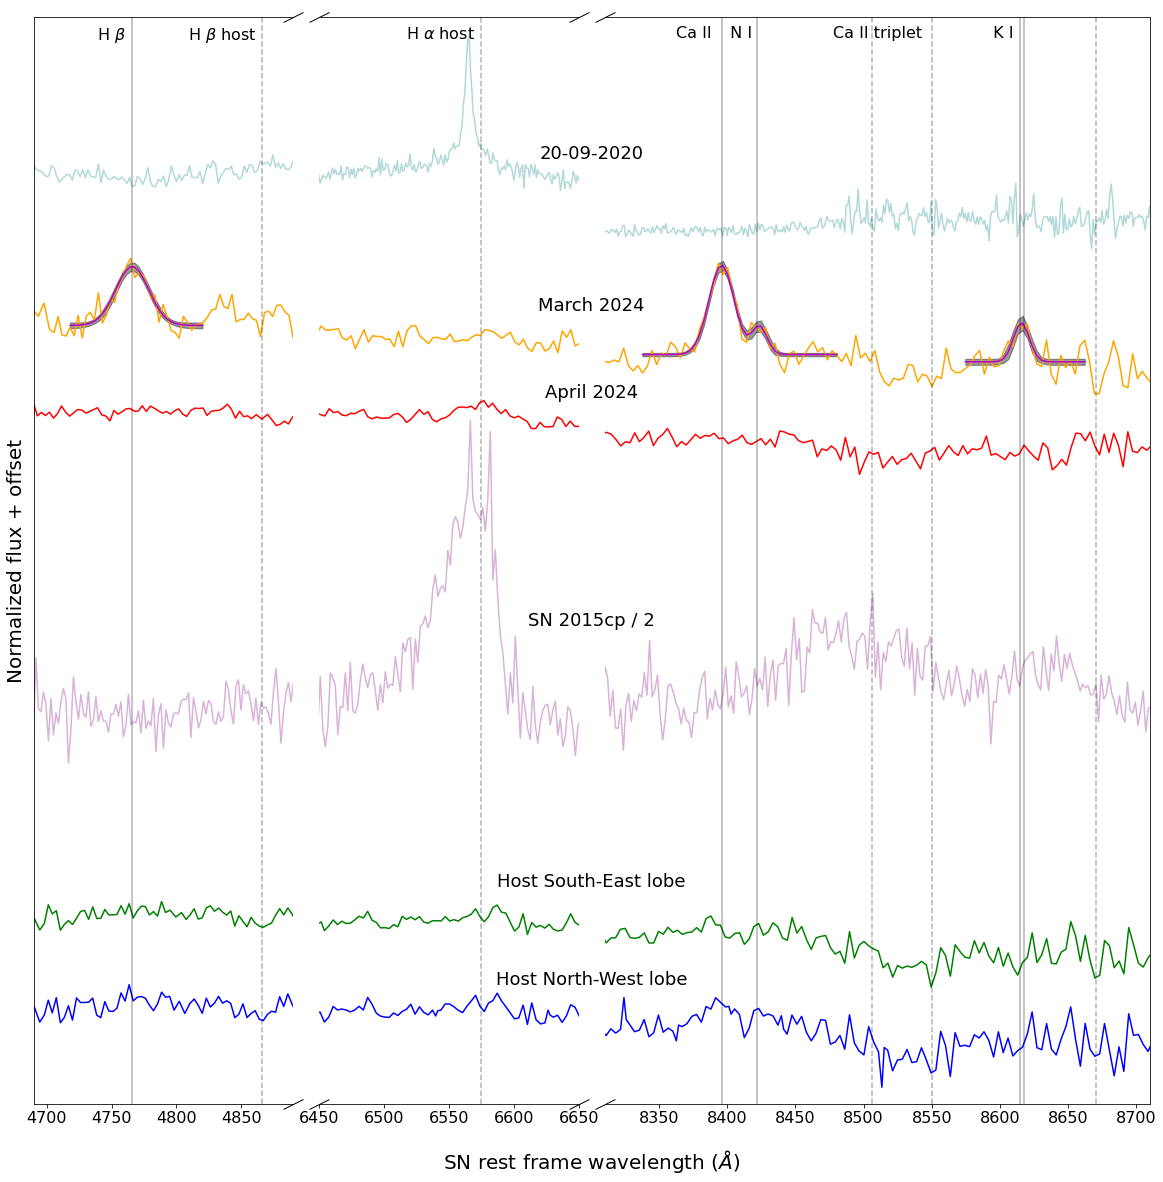 H β
H β host
H α host
Ca II
N I
Ca II triplet
K I
20-09-2020
March 2024
April 2024
SN 2015cp / 2
Host South-East lobe
Host North-West lobe
Normalized flux + offset
4700 4750 4800 4850 6450 6500 6550 6600 6650 8350 8400 8450 8500 8550 8600 8650 8700
SN rest frame wavelength (Å)